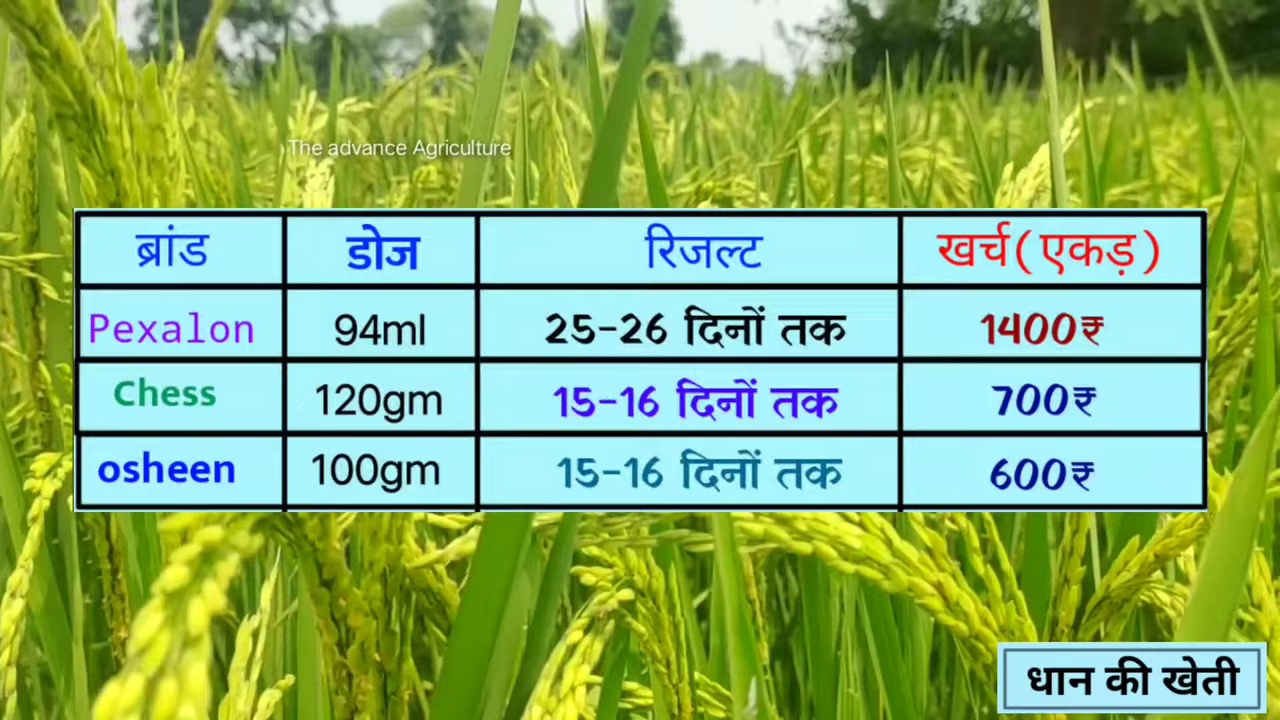 The advance Agriculture
ब्रांड डोज रिजल्ट खर्च(एकड़)
Pexalon 94ml 25-26 दिनों तक 1400₹
Chess 120gm 15-16 दिनों तक 700₹
osheen 100gm 15-16 दिनों तक 600₹
धान की खेती